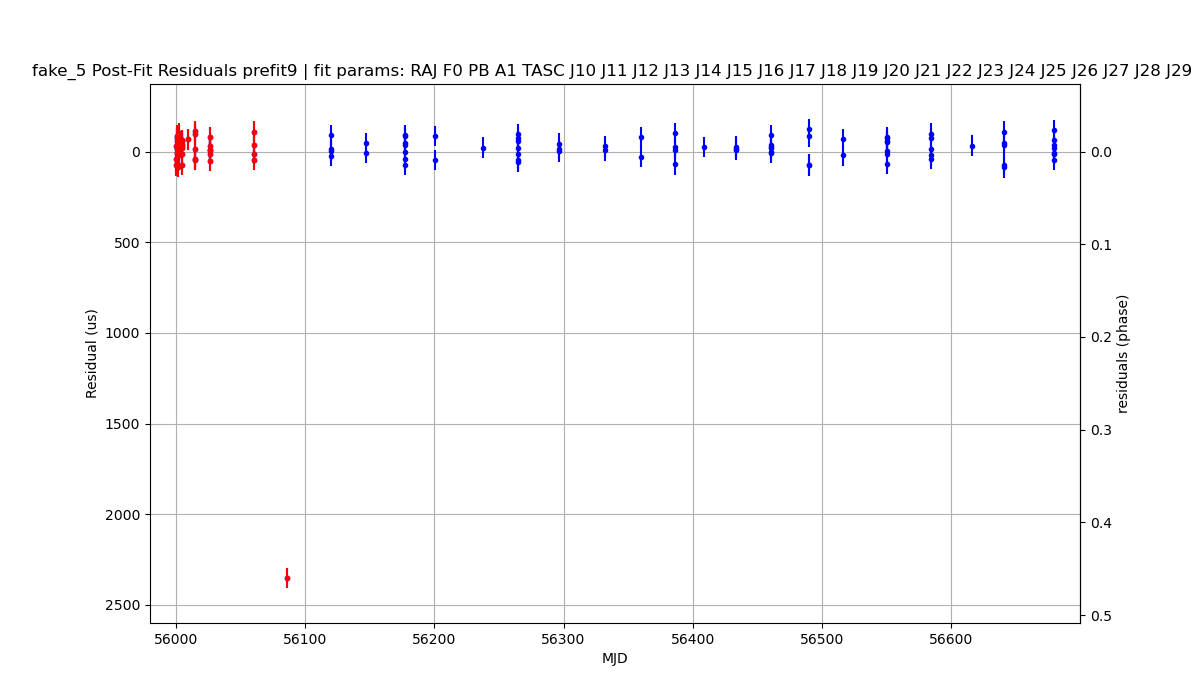 fake_5 Post-Fit Residuals prefit9 | fit params: RAJ F0 PB A1 TASC J10 J11 J12 J13 J14 J15 J16 J17 J18 J19 J20 J21 J22 J23 J24 J25 J26 J27 J28 J29
0
500
1000
1500
2000
2500
Residual (us)
0.0
0.1
0.2
0.3
0.4
0.5
residuals (phase)
56000 56100 56200 56300 56400 56500 56600
MJD